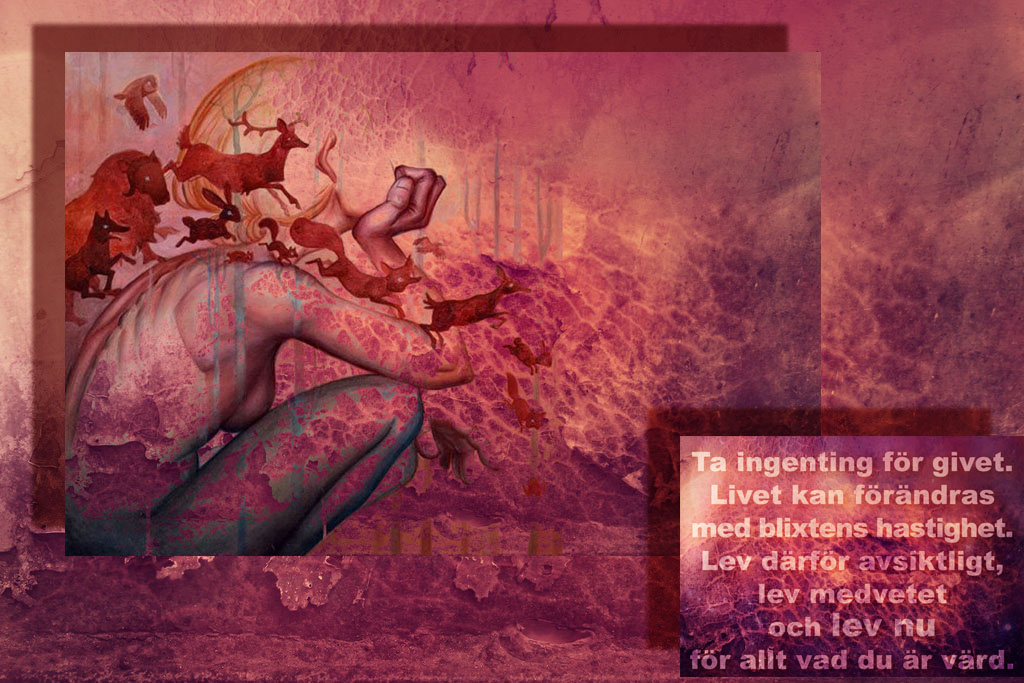 Ta ingenting för givet.
Livet kan förändras
med blixtens hastighet.
Lev därför avsiktligt,
lev medvetet
och lev nu
för allt vad du är värd.